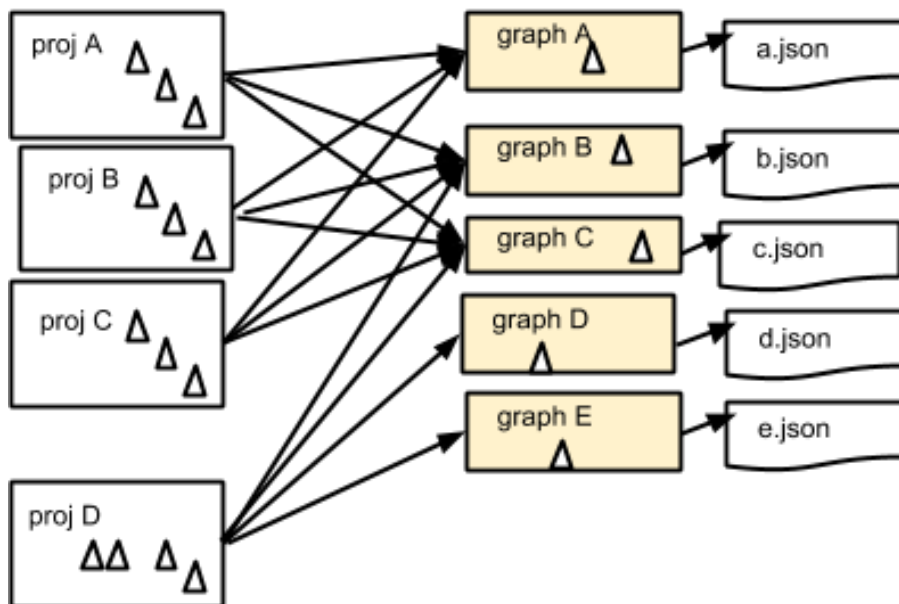 proj A
graph A
a.json
proj B
graph B
b.json
graph C
c.json
proj C
graph D
d.json
graph E
e.json
proj D